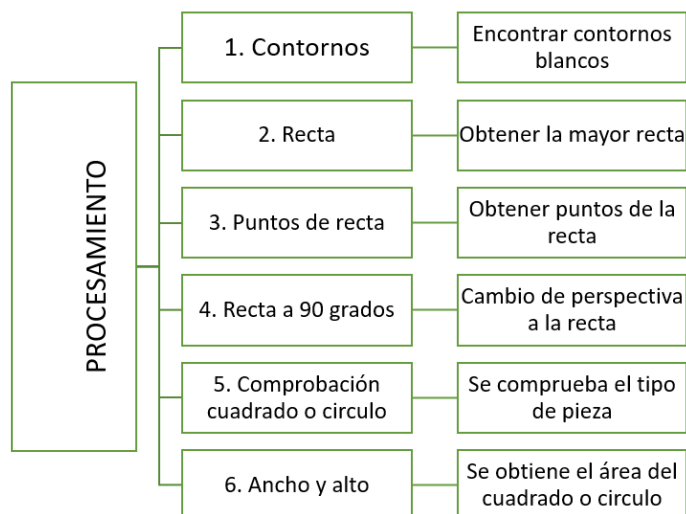 PROCESAMIENTO
1. Contornos
Encontrar contornos
blancos
2. Recta
Obtener la mayor recta
3. Puntos de recta
Obtener puntos de la
recta
4. Recta a 90 grados
Cambio de perspectiva
a la recta
5. Comprobación
cuadrado o circulo
Se comprueba el tipo
de pieza
6. Ancho y alto
Se obtiene el área del
cuadrado o circulo